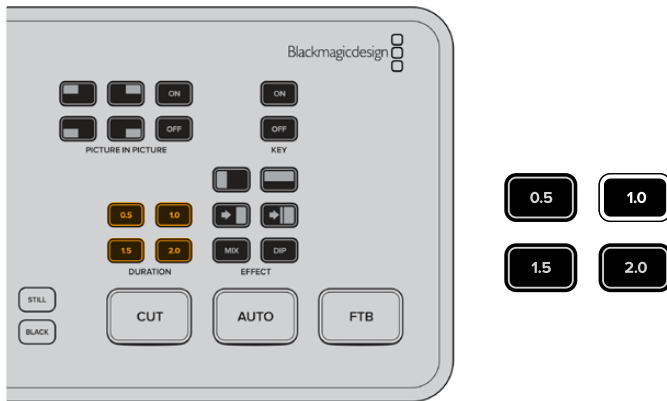 Blackmagicdesign
ON
ON
OFF
OFF
PICTURE IN PICTURE
KEY
0.5
1.0
1.5
2.0
MIX
DIP
DURATION
EFFECT
STILL
BLACK
CUT
AUTO
FTB
0.5
1.0
1.5
2.0